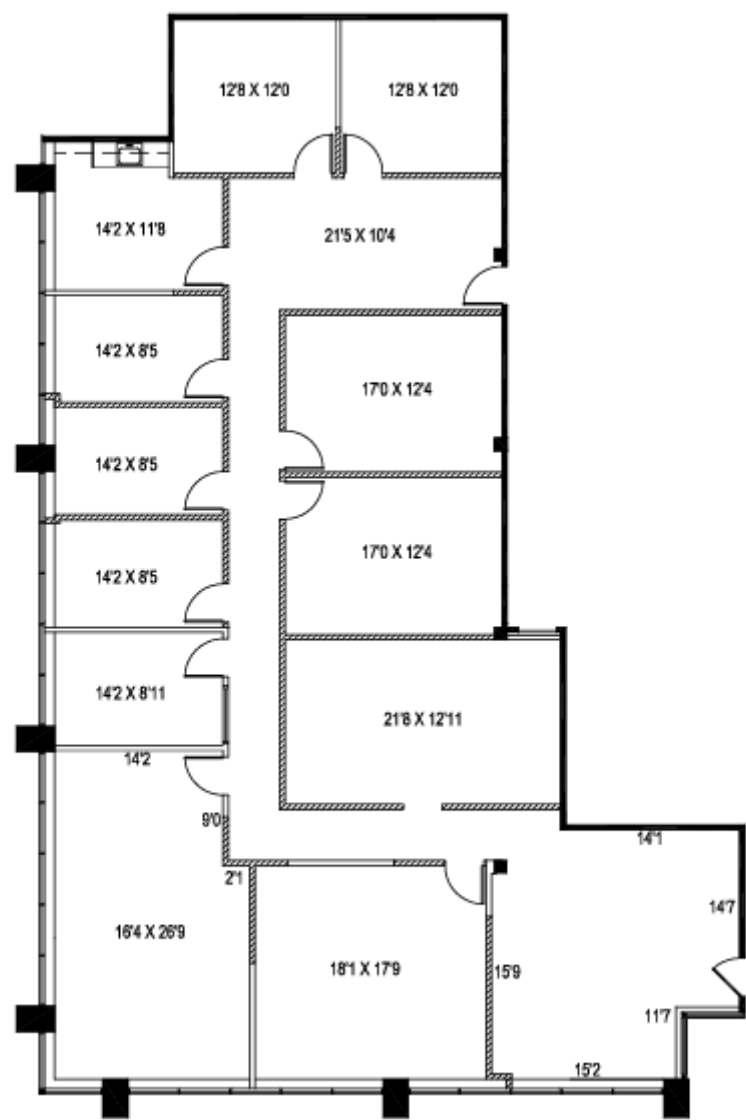 12'8 X 12'0
12'8 X 12'0
14'2 X 11'8
21'5 X 10'4
14'2 X 8'5
17'0 X 12'4
14'2 X 8'5
17'0 X 12'4
14'2 X 8'5
14'2 X 8'11
21'8 X 12'11
14'2
9'0
14'1
2'1
14'7
16'4 X 26'9
18'1 X 17'9
15'9
11'7
15'2